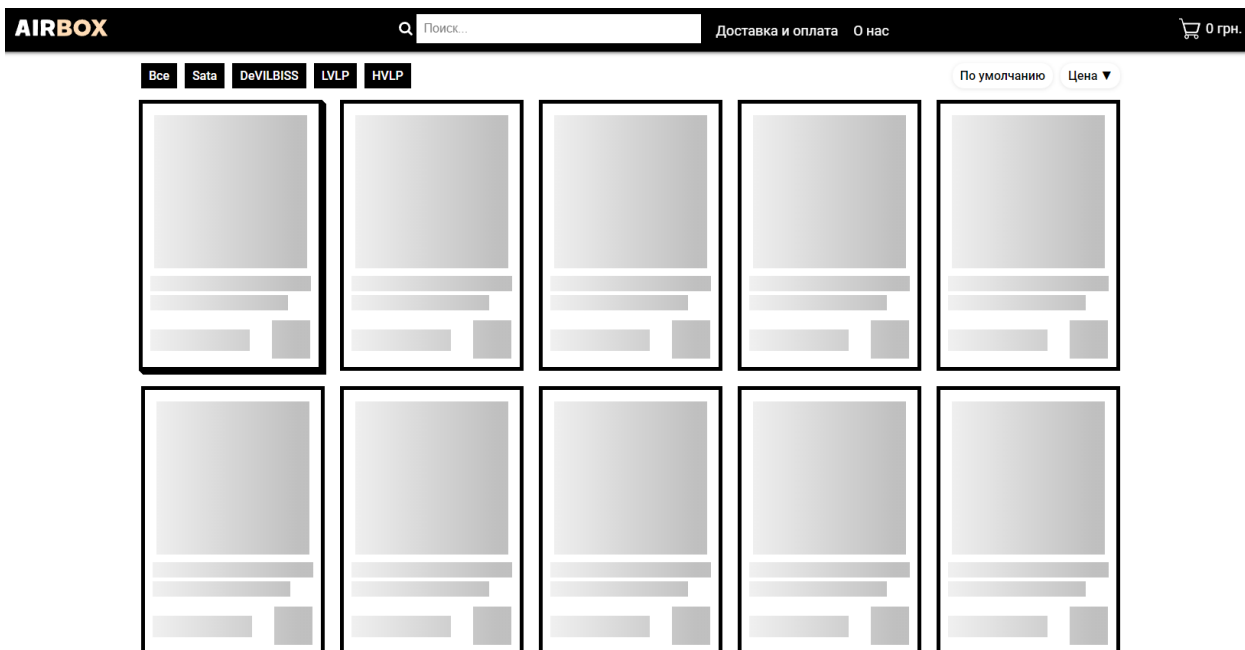 AIRBOX Поиск... Доставка и оплата О нас 0 грн.
Все Sata DeVILBISS LVLP HVLP По умолчанию Цена ▼